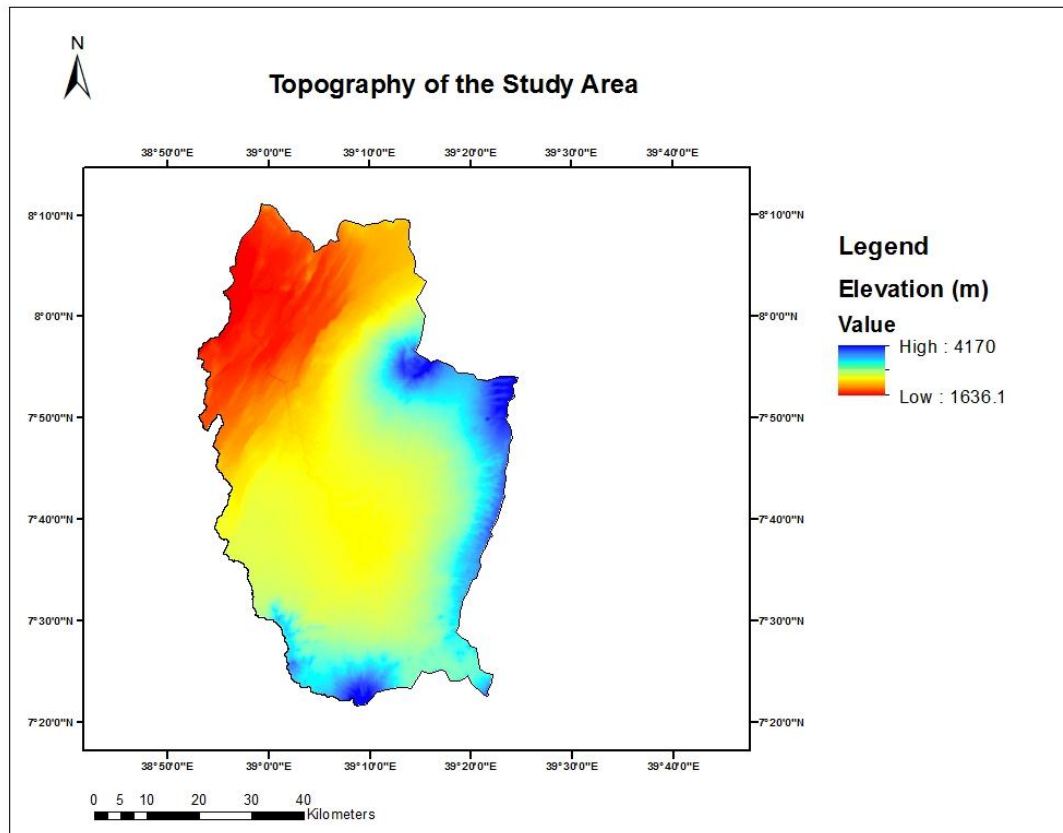 N
Topography of the Study Area
38°50'0"E 39°0'0"E 39°10'0"E 39°20'0"E 39°30'0"E 39°40'0"E
8°10'0"N 8°10'0"N
Legend
Elevation (m)
8°0'0"N 8°0'0"N
Value
High : 4170
Low : 1636.1
7°50'0"N 7°50'0"N
7°40'0"N 7°40'0"N
7°30'0"N 7°30'0"N
7°20'0"N 7°20'0"N
38°50'0"E 39°0'0"E 39°10'0"E 39°20'0"E 39°30'0"E 39°40'0"E
0 5 10 20 30 40
Kilometers